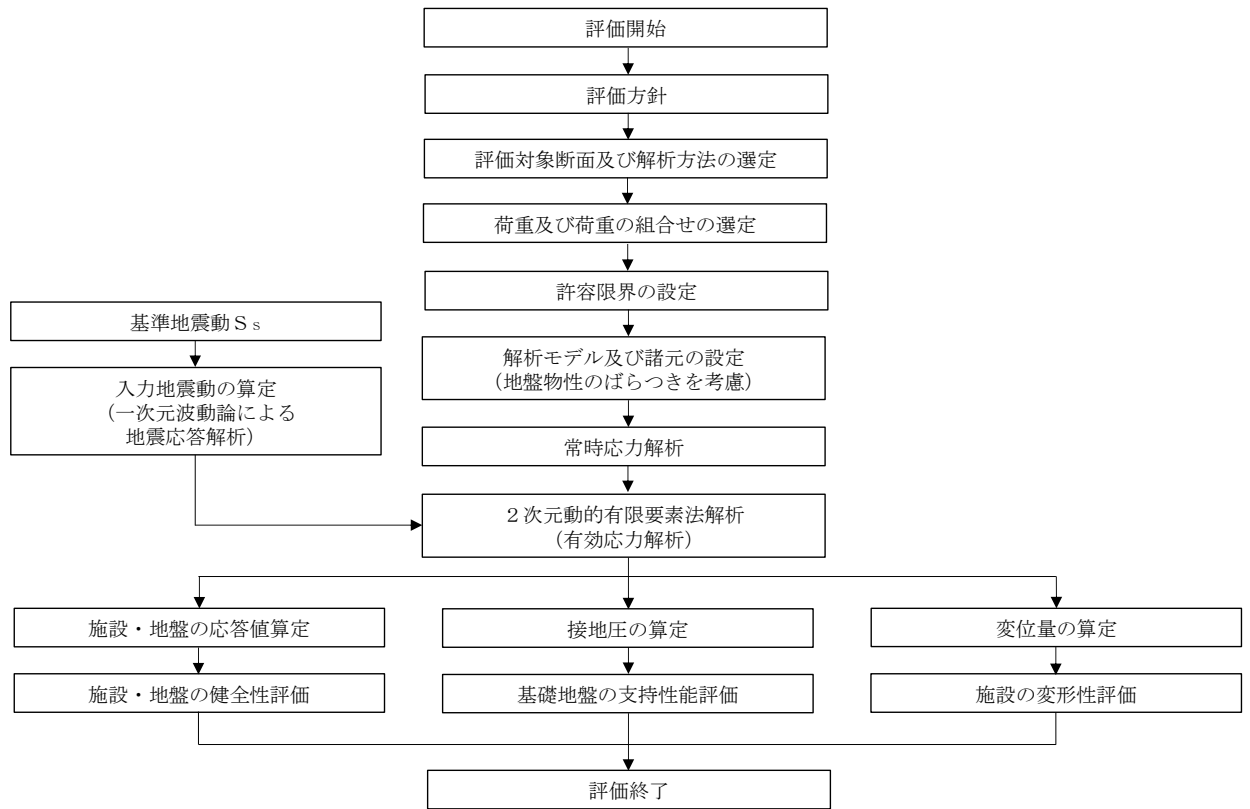 評価開始
評価方針
評価対象断面及び解析方法の選定
荷重及び荷重の組合せの選定
許容限界の設定
基準地震動Ｓｓ
解析モデル及び諸元の設定
（地盤物性のばらつきを考慮）
入力地震動の算定
（一次元波動論による
地震応答解析）
常時応力解析
２次元動的有限要素法解析
（有効応力解析）
施設・地盤の応答値算定
接地圧の算定
変位量の算定
施設・地盤の健全性評価
基礎地盤の支持性能評価
施設の変形性評価
評価終了